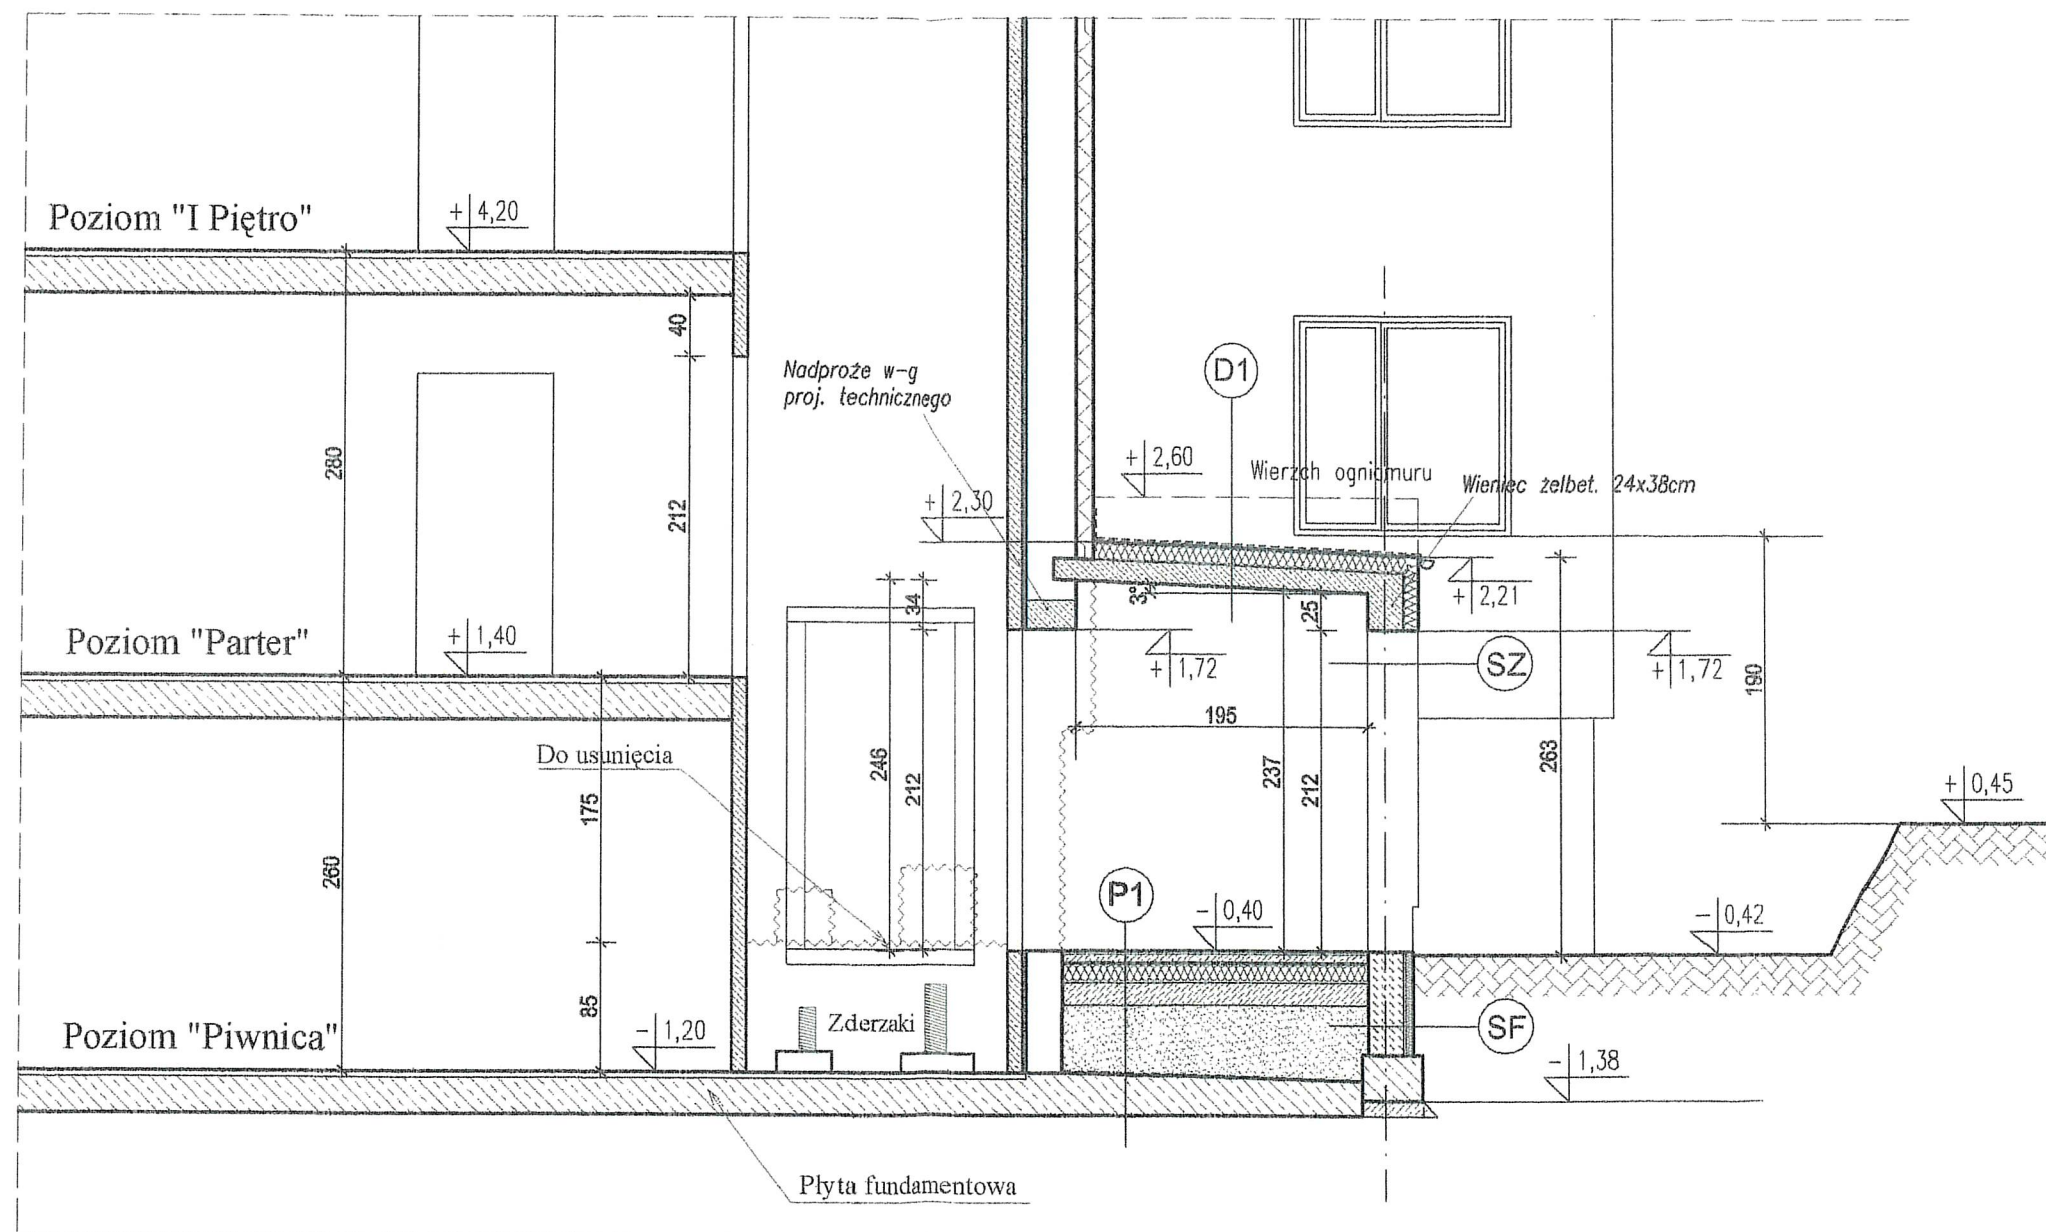 Poziom "I Piętro"
+ 4,20
40
Nadproże w-g
proj. technicznego
D1
280
212
+ 2,60
Wierzch ogniomuru
Wieniec żelbet. 24x38cm
+ 2,30
3°
34
25
+ 2,21
Poziom "Parter"
+ 1,40
+ 1,72
SZ
+ 1,72
190
195
Do usunięcia
246
212
237
212
263
+ 0,45
175
260
P1
- 0,40
- 0,42
85
Poziom "Piwnica"
- 1,20
Zderzaki
SF
- 1,38
Płyta fundamentowa